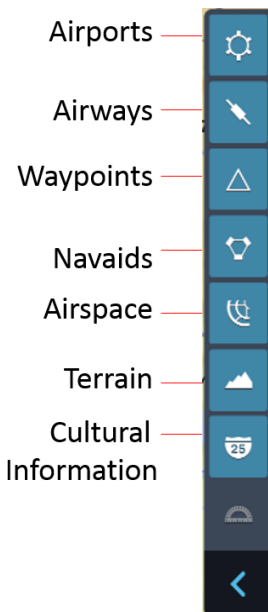 Airports
Airways
Waypoints
Navaids
Airspace
Terrain
Cultural
Information
25